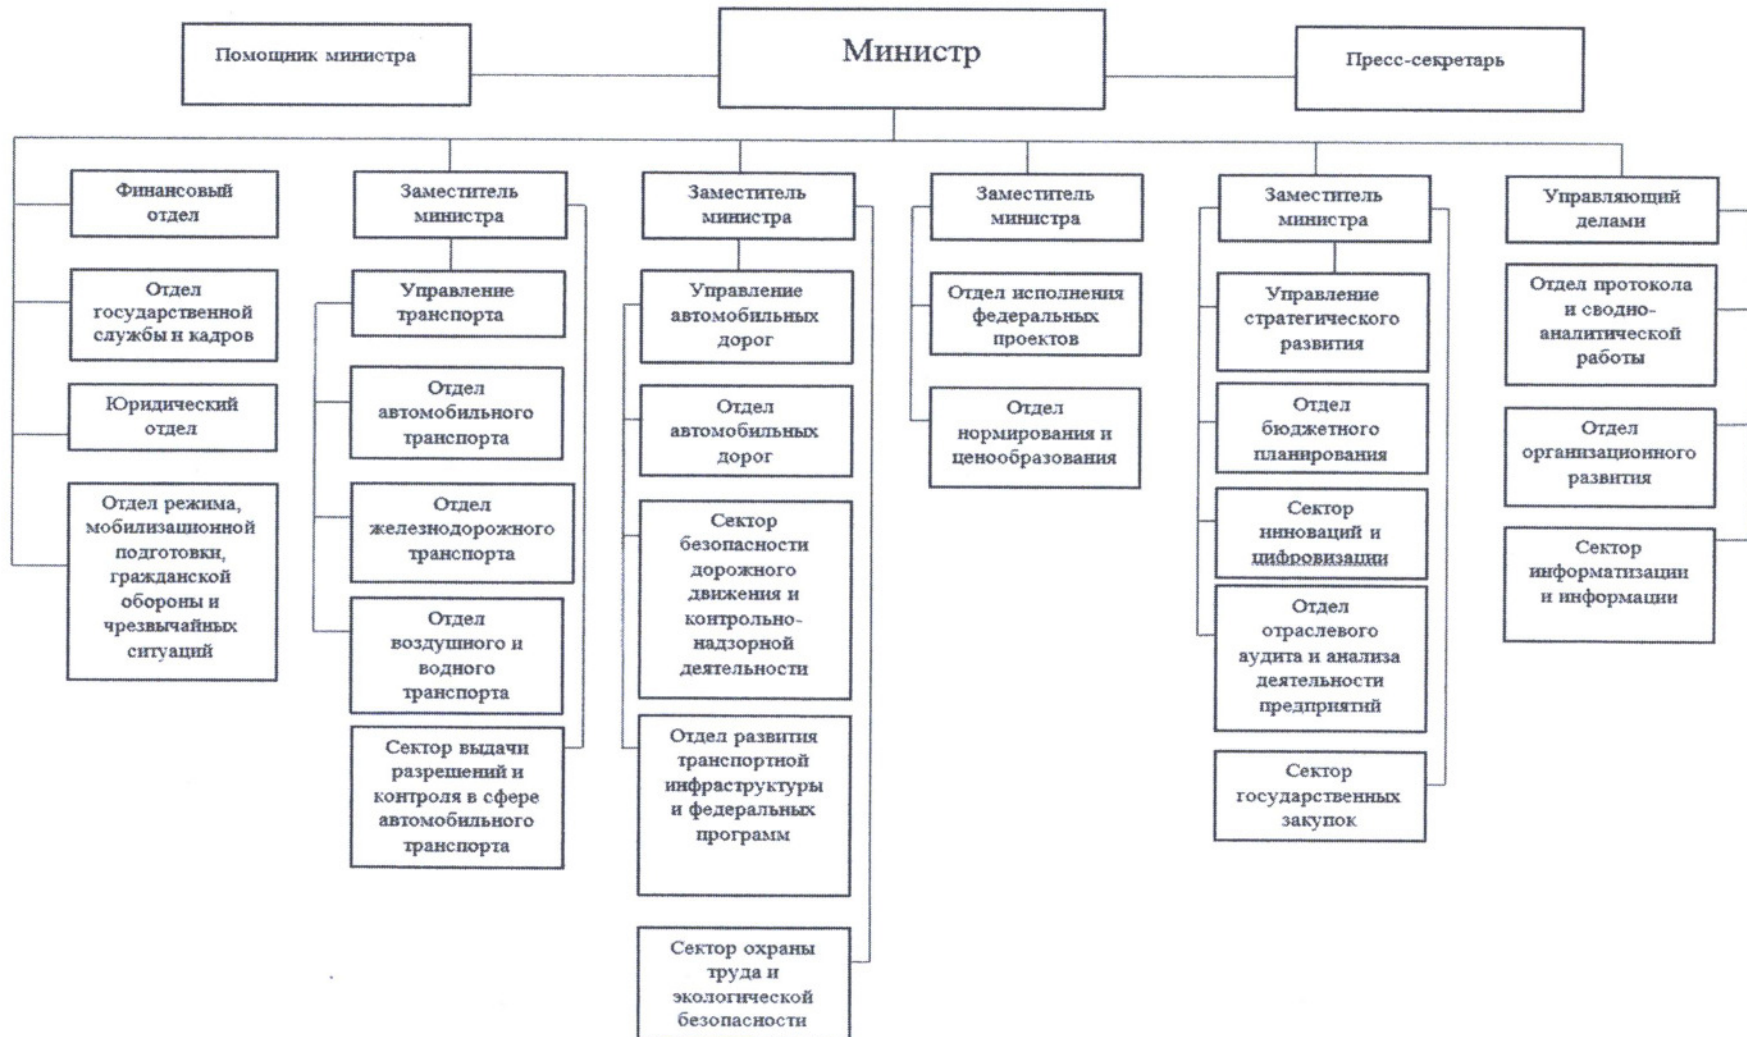 Помощник министра
Министр
Пресс-секретарь
Финансовый
отдел
Отдел
государственной
службы и кадров
Юридический
отдел
Отдел режима,
мобилизационной
подготовки,
гражданской
обороны и
чрезвычайных
ситуаций
Заместитель
министра
Управление
транспорта
Отдел
автомобильного
транспорта
Отдел
железнодорожного
транспорта
Отдел
воздушного и
водного
транспорта
Сектор выдачи
разрешений и
контроля в сфере
автомобильного
транспорта
Заместитель
министра
Управление
автомобильных
дорог
Отдел
автомобильных
дорог
Сектор
безопасности
дорожного
движения и
контрольно-
надзорной
деятельности
Отдел развития
транспортной
инфраструктуры
и федеральных
программ
Сектор охраны
труда и
экологической
безопасности
Заместитель
министра
Отдел исполнения
федеральных
проектов
Отдел
нормирования и
ценообразования
Заместитель
министра
Управление
стратегического
развития
Отдел
бюджетного
планирования
Сектор
инноваций и
цифровизации
Отдел
отраслевого
аудита и анализа
деятельности
предприятий
Сектор
государственных
закупок
Управляющий
делами
Отдел протокола
и сводно-
аналитической
работы
Отдел
организационного
развития
Сектор
информатизации
и информации